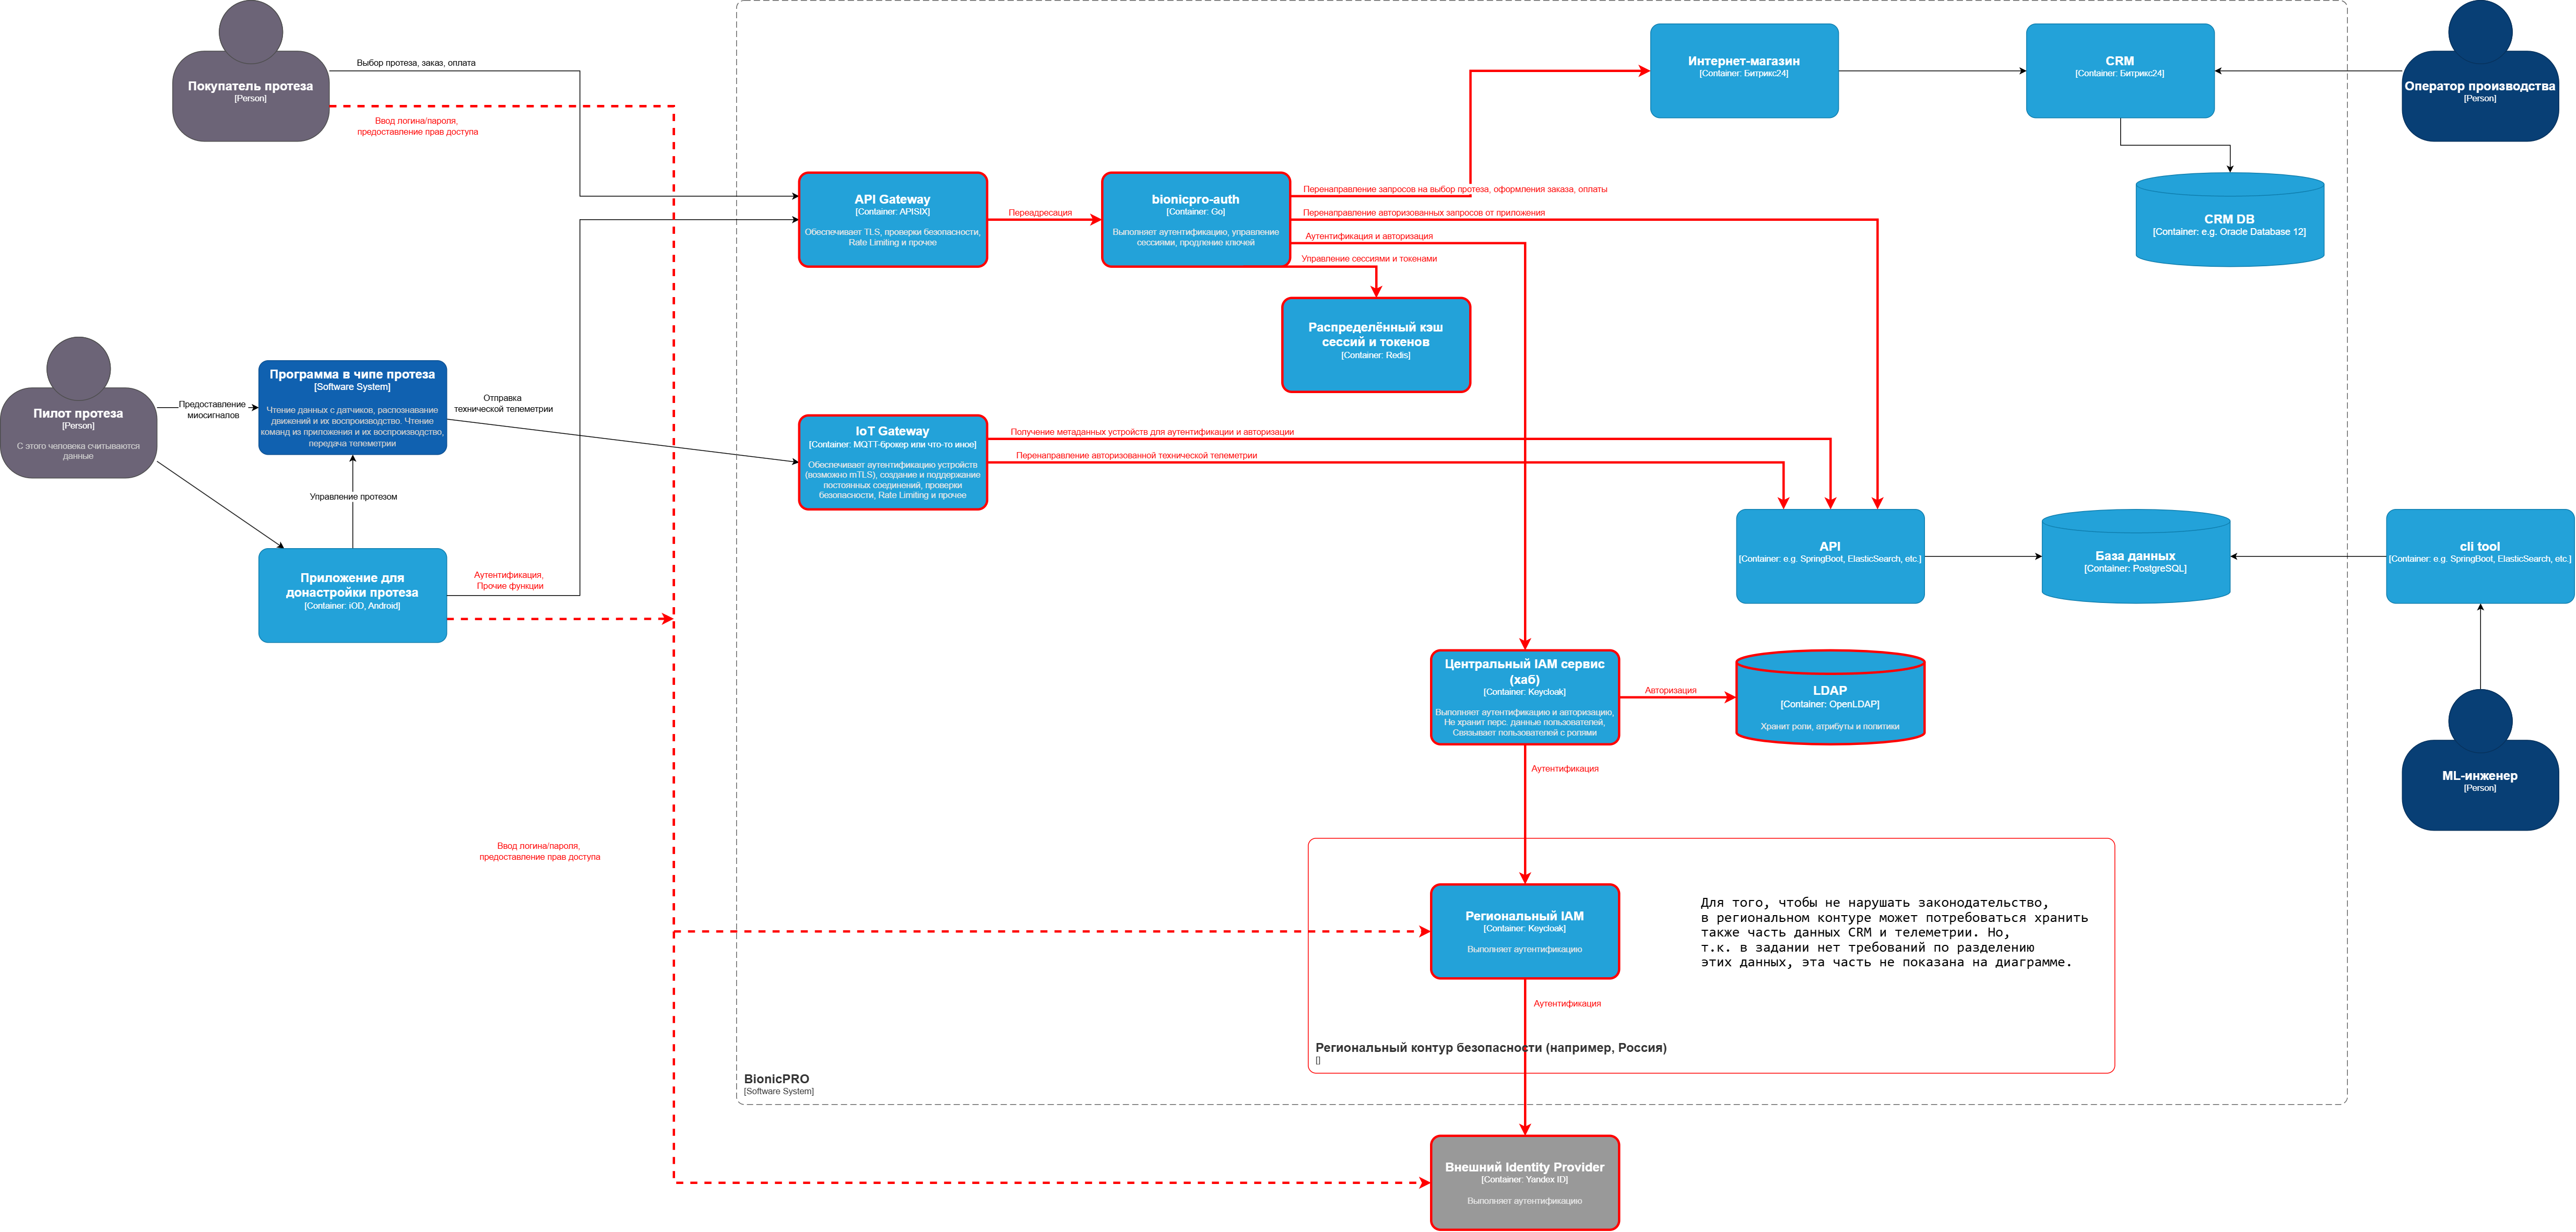 Покупатель протеза
[Person]
Выбор протеза, заказ, оплата
Ввод логина/пароля,
предоставление прав доступа
Интернет-магазин
[Container: Битрикс24]
CRM
[Container: Битрикс24]
Оператор производства
[Person]
API Gateway
[Container: APISIX]
Обеспечивает TLS, проверки безопасности,
Rate Limiting и прочее
Переадресация
bionicpro-auth
[Container: Go]
Выполняет аутентификацию, управление
сессиями, продление ключей
Перенаправление запросов на выбор протеза, оформления заказа, оплаты
Перенаправление авторизованных запросов от приложения
Аутентификация и авторизация
Управление сессиями и токенами
CRM DB
[Container: e.g. Oracle Database 12]
Распределённый кэш
сессий и токенов
[Container: Redis]
Пилот протеза
[Person]
С этого человека считываются
данные
Предоставление
миосигналов
Программа в чипе протеза
[Software System]
Чтение данных с датчиков, распознавание
движений и их воспроизводство. Чтение
команд из приложения и их воспроизводство,
передача телеметрии
Отправка
технической телеметрии
IoT Gateway
[Container: MQTT-брокер или что-то иное]
Обеспечивает аутентификацию устройств
(возможно mTLS), создание и поддержание
постоянных соединений, проверки
безопасности, Rate Limiting и прочее
Получение метаданных устройств для аутентификации и авторизации
Перенаправление авторизованной технической телеметрии
Управление протезом
Приложение для
донастройки протеза
[Container: iOD, Android]
Аутентификация,
Прочие функции
API
[Container: e.g. SpringBoot, ElasticSearch, etc.]
База данных
[Container: PostgreSQL]
cli tool
[Container: e.g. SpringBoot, ElasticSearch, etc.]
Центральный IAM сервис
(хаб)
[Container: Keycloak]
Выполняет аутентификацию и авторизацию,
Не хранит перс. данные пользователей,
Связывает пользователей с ролями
Авторизация
LDAP
[Container: OpenLDAP]
Хранит роли, атрибуты и политики
ML-инженер
[Person]
Аутентификация
Ввод логина/пароля,
предоставление прав доступа
Региональный IAM
[Container: Keycloak]
Выполняет аутентификацию
Для того, чтобы не нарушать законодательство,
в региональном контуре может потребоваться хранить
также часть данных CRM и телеметрии. Но,
т.к. в задании нет требований по разделению
этих данных, эта часть не показана на диаграмме.
Аутентификация
Региональный контур безопасности (например, Россия)
[]
BionicPRO
[Software System]
Внешний Identity Provider
[Container: Yandex ID]
Выполняет аутентификацию